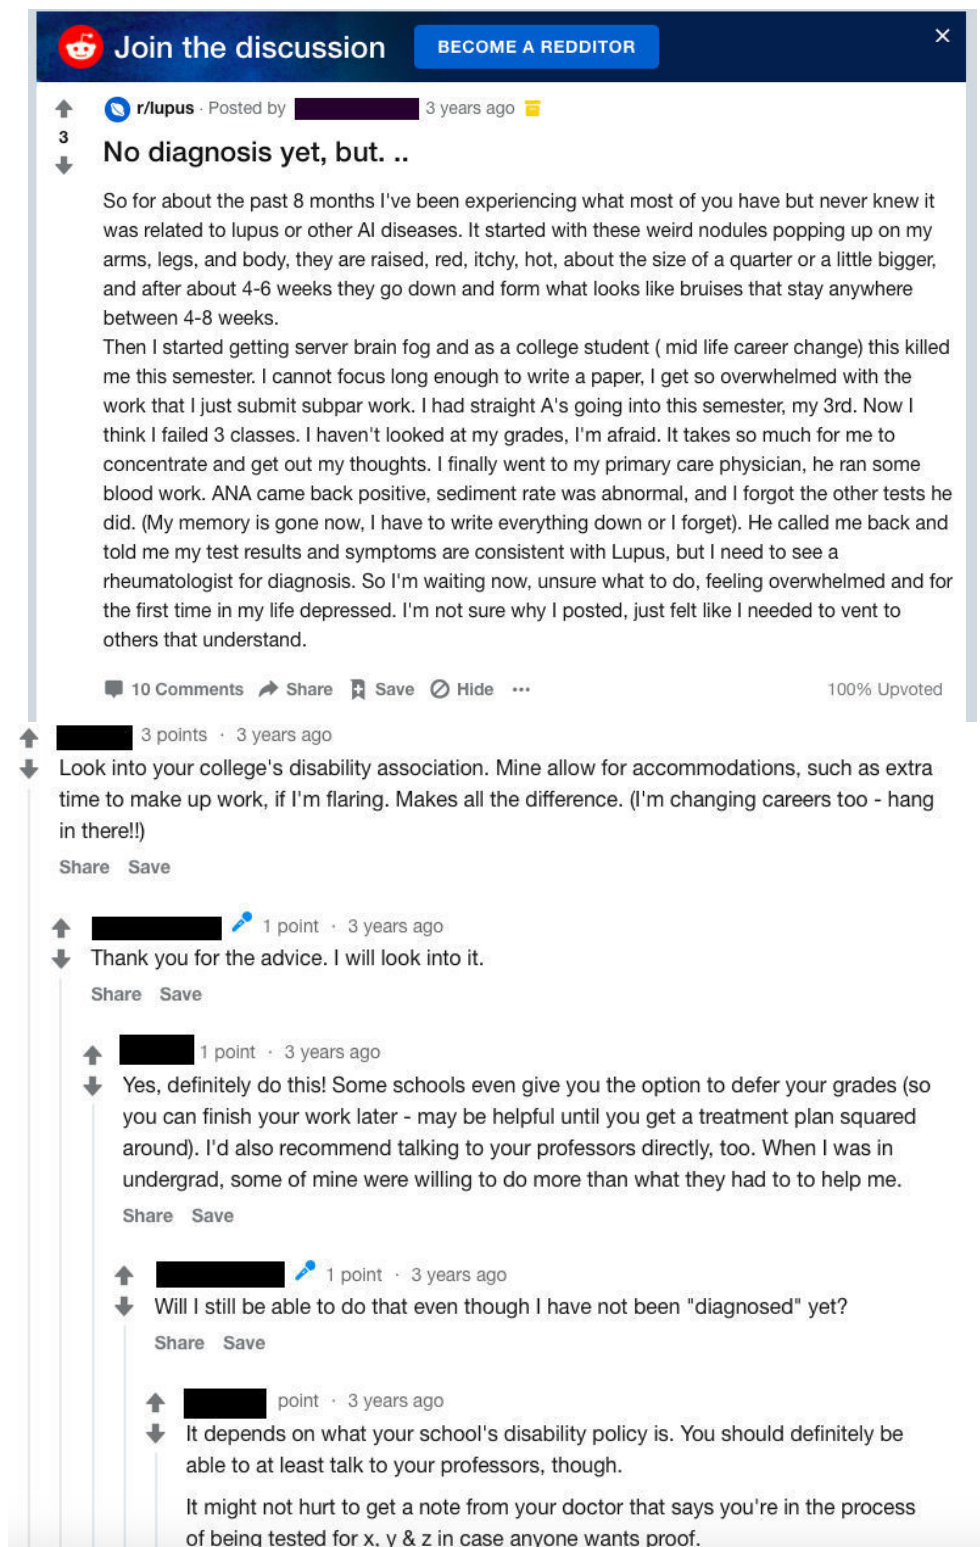 Join the discussion BECOME A REDDITOR
r/lupus · Posted by 3 years ago
3
No diagnosis yet, but. ..
So for about the past 8 months I've been experiencing what most of you have but never knew it
was related to lupus or other AI diseases. It started with these weird nodules popping up on my
arms, legs, and body, they are raised, red, itchy, hot, about the size of a quarter or a little bigger,
and after about 4-6 weeks they go down and form what looks like bruises that stay anywhere
between 4-8 weeks.
Then I started getting server brain fog and as a college student ( mid life career change) this killed
me this semester. I cannot focus long enough to write a paper, I get so overwhelmed with the
work that I just submit subpar work. I had straight A's going into this semester, my 3rd. Now I
think I failed 3 classes. I haven't looked at my grades, I'm afraid. It takes so much for me to
concentrate and get out my thoughts. I finally went to my primary care physician, he ran some
blood work. ANA came back positive, sediment rate was abnormal, and I forgot the other tests he
did. (My memory is gone now, I have to write everything down or I forget). He called me back and
told me my test results and symptoms are consistent with Lupus, but I need to see a
rheumatologist for diagnosis. So I'm waiting now, unsure what to do, feeling overwhelmed and for
the first time in my life depressed. I'm not sure why I posted, just felt like I needed to vent to
others that understand.
10 Comments Share Save Hide ··· 100% Upvoted
3 points · 3 years ago
Look into your college's disability association. Mine allow for accommodations, such as extra
time to make up work, if I'm flaring. Makes all the difference. (I'm changing careers too - hang
in there!!)
Share Save
1 point · 3 years ago
Thank you for the advice. I will look into it.
Share Save
1 point · 3 years ago
Yes, definitely do this! Some schools even give you the option to defer your grades (so
you can finish your work later - may be helpful until you get a treatment plan squared
around). I'd also recommend talking to your professors directly, too. When I was in
undergrad, some of mine were willing to do more than what they had to to help me.
Share Save
1 point · 3 years ago
Will I still be able to do that even though I have not been "diagnosed" yet?
Share Save
point · 3 years ago
It depends on what your school's disability policy is. You should definitely be
able to at least talk to your professors, though.
It might not hurt to get a note from your doctor that says you're in the process
of being tested for x, y & z in case anyone wants proof.